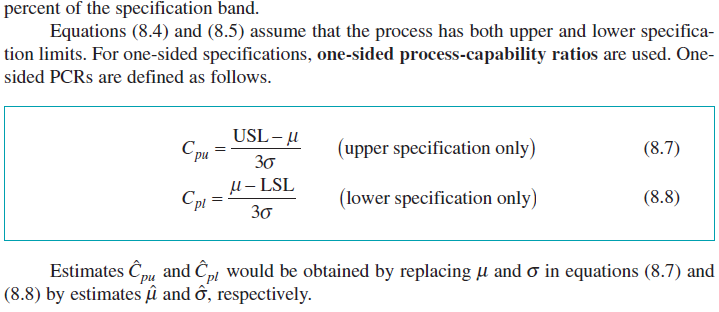 percent of the specification band.
Equations (8.4) and (8.5) assume that the process has both upper and lower specifica-
tion limits. For one-sided specifications, one-sided process-capability ratios are used. One-
sided PCRs are defined as follows.
C_pu = (USL – μ) / 3σ (upper specification only) (8.7)
C_pl = (μ – LSL) / 3σ (lower specification only) (8.8)
Estimates Ĉ_pu and Ĉ_pl would be obtained by replacing μ and σ in equations (8.7) and
(8.8) by estimates μ̂ and σ̂, respectively.